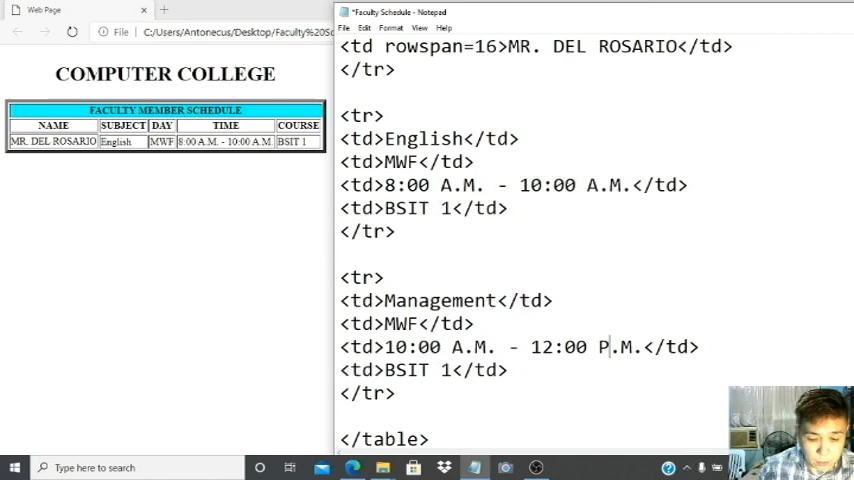 Web Page
*Faculty Schedule - Notepad
File
C:/Users/Antonecus/Desktop/Faculty%20Sc
File Edit Format View Help
COMPUTER COLLEGE
FACULTY MEMBER SCHEDULE
NAME SUBJECT DAY TIME COURSE
MR. DEL ROSARIO English MWF 8:00 A.M. - 10:00 A.M. BSIT 1
<td rowspan=16>MR. DEL ROSARIO</td>
</tr>
<tr>
<td>English</td>
<td>MWF</td>
<td>8:00 A.M. - 10:00 A.M.</td>
<td>BSIT 1</td>
</tr>
<tr>
<td>Management</td>
<td>MWF</td>
<td>10:00 A.M. - 12:00 P.M.</td>
<td>BSIT 1</td>
</tr>
</table>
Type here to search